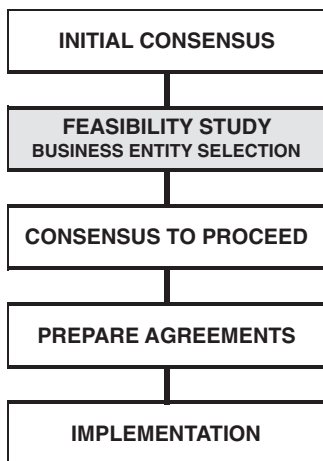 INITIAL CONSENSUS
FEASIBILITY STUDY
BUSINESS ENTITY SELECTION
CONSENSUS TO PROCEED
PREPARE AGREEMENTS
IMPLEMENTATION